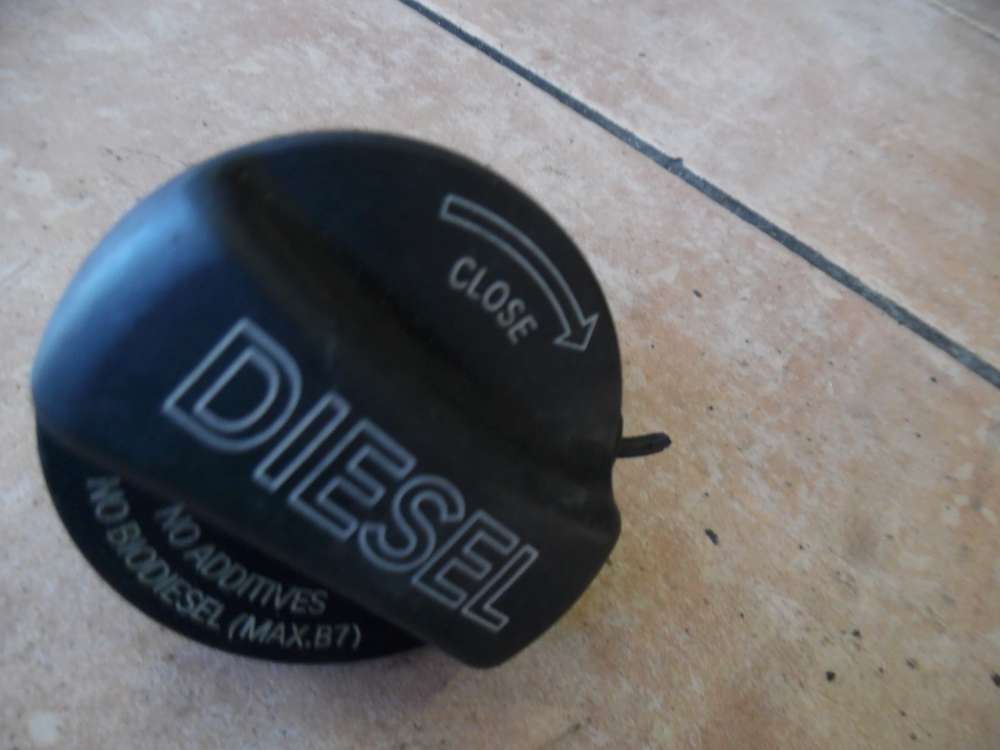 CLOSE
DIESEL
NO ADDITIVES
NO BIODIESEL (MAX.B7)